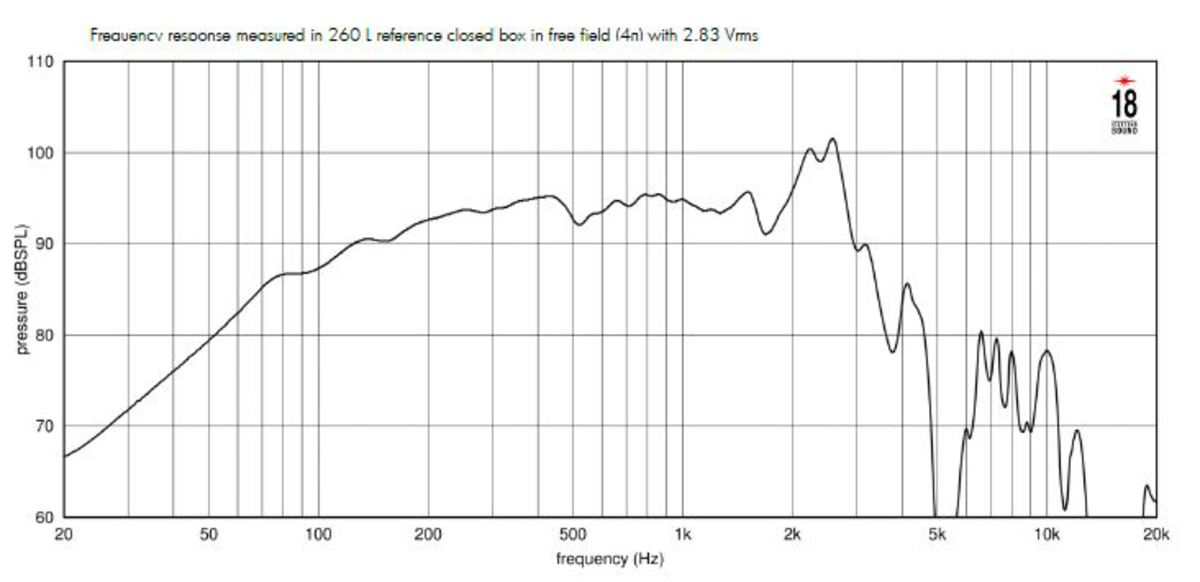 Frequency response measured in 260 L reference closed box in free field (4π) with 2.83 Vrms
110
18
SOUND
100
90
pressure (dBSPL)
80
70
60
20 50 100 200 500 1k 2k 5k 10k 20k
frequency (Hz)